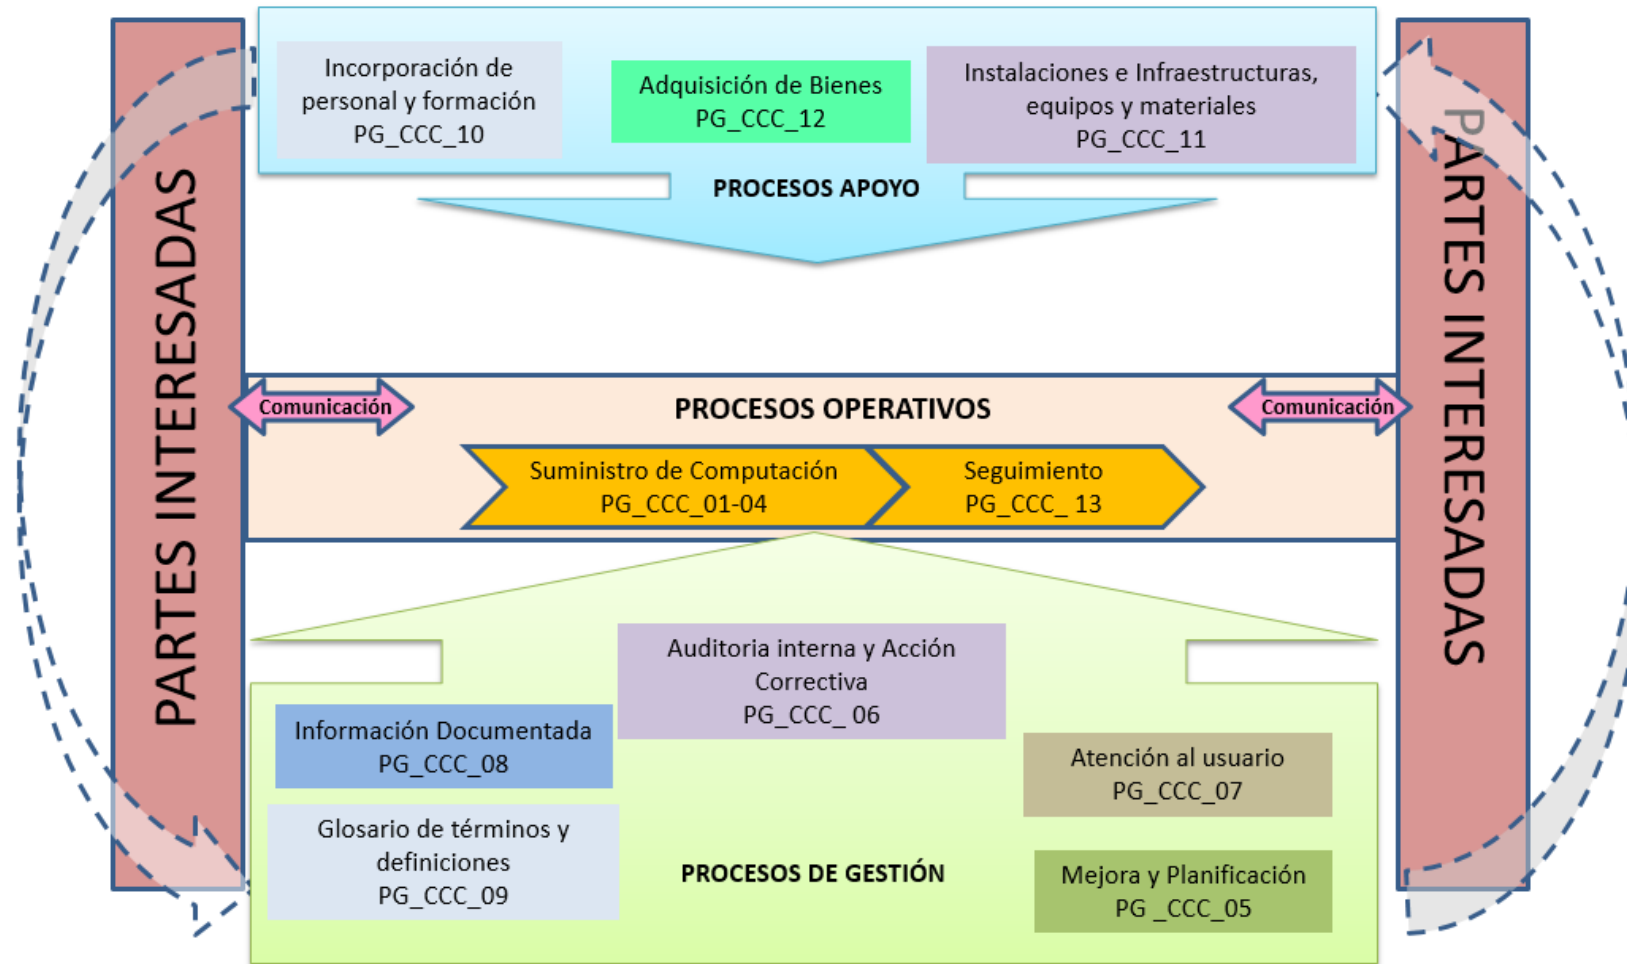 Incorporación de
personal y formación
PG_CCC_10
Adquisición de Bienes
PG_CCC_12
Instalaciones e Infraestructuras,
equipos y materiales
PG_CCC_11
PROCESOS APOYO
PARTES INTERESADAS
PARTES INTERESADAS
Comunicación
PROCESOS OPERATIVOS
Comunicación
Suministro de Computación
PG_CCC_01-04
Seguimiento
PG_CCC_ 13
Auditoria interna y Acción
Correctiva
PG_CCC_ 06
Información Documentada
PG_CCC_08
Atención al usuario
PG_CCC_07
Glosario de términos y
definiciones
PG_CCC_09
PROCESOS DE GESTIÓN
Mejora y Planificación
PG _CCC_05